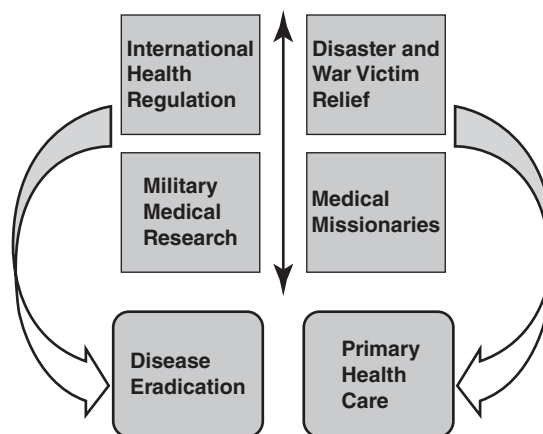 International
Health
Regulation
Disaster and
War Victim
Relief
Military
Medical
Research
Medical
Missionaries
Disease
Eradication
Primary
Health
Care